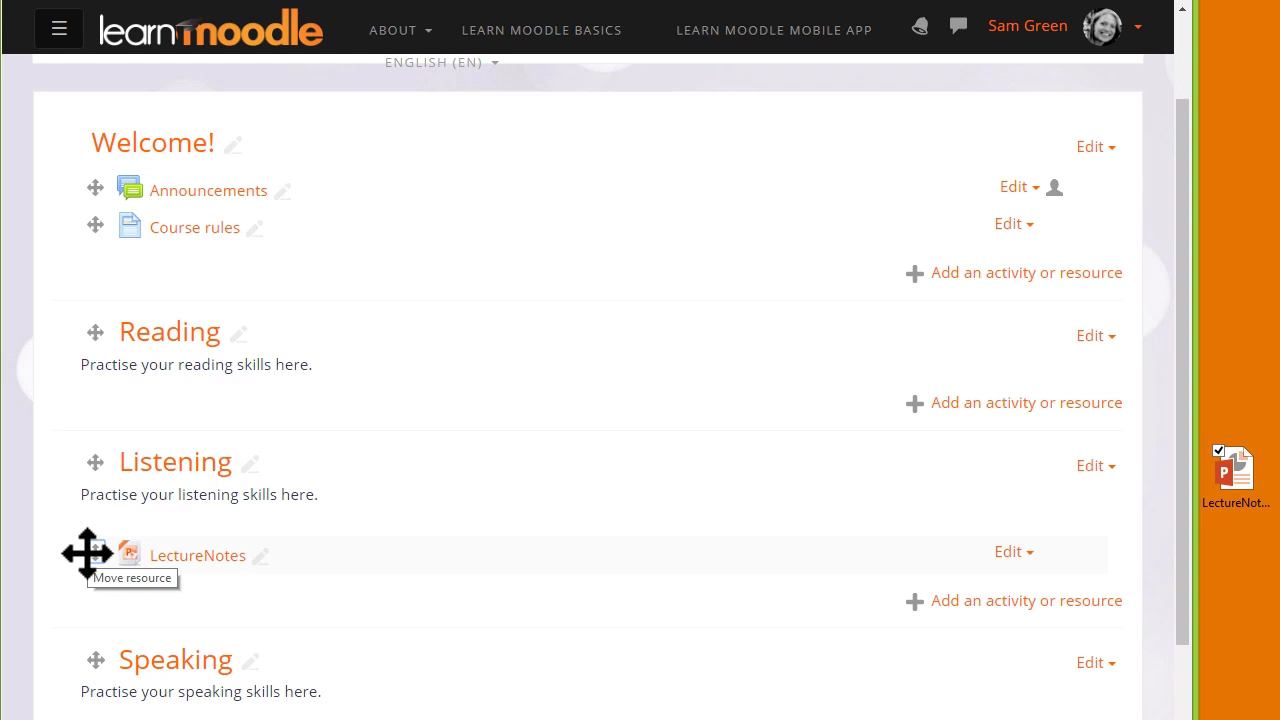 learn moodle
ABOUT
LEARN MOODLE BASICS
LEARN MOODLE MOBILE APP
Sam Green
ENGLISH (EN)
Welcome!
Edit
Announcements
Edit
Course rules
Edit
Add an activity or resource
Reading
Edit
Practise your reading skills here.
Add an activity or resource
Listening
Edit
Practise your listening skills here.
P
LectureNot...
LectureNotes
Edit
Move resource
Add an activity or resource
Speaking
Edit
Practise your speaking skills here.